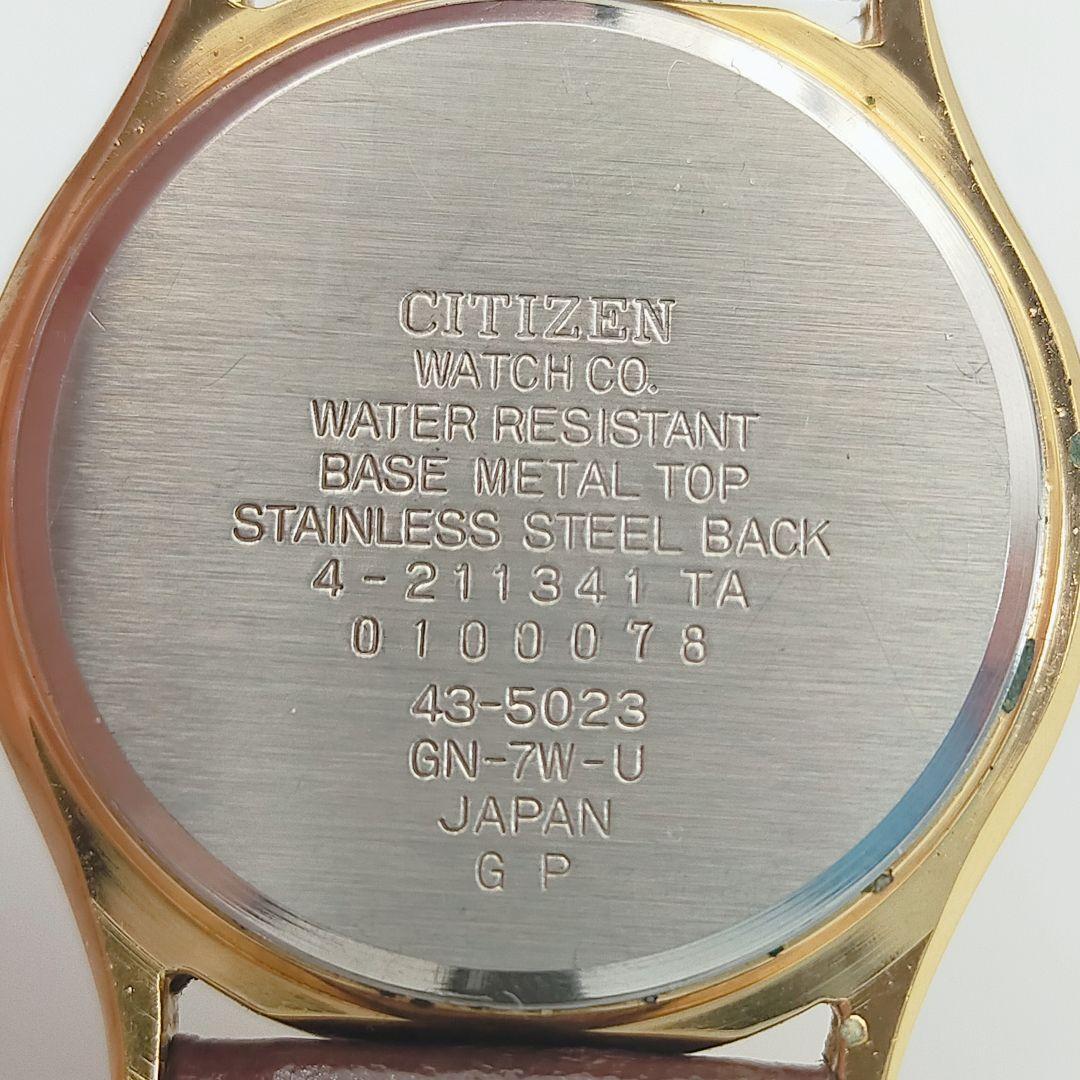 CITIZEN
WATCH CO.
WATER RESISTANT
BASE METAL TOP
STAINLESS STEEL BACK
4-211341 TA
0100078
43-5023
GN-7W-U
JAPAN
G P